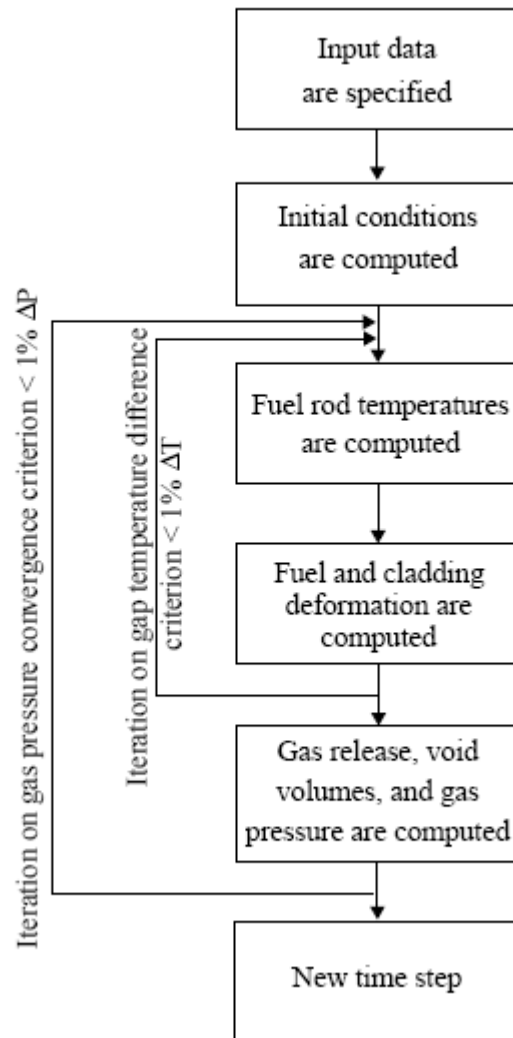 Input data
are specified
Initial conditions
are computed
Iteration on gas pressure convergence criterion < 1% ΔP
Iteration on gap temperature difference
criterion < 1% ΔT
Fuel rod temperatures
are computed
Fuel and cladding
deformation are
computed
Gas release, void
volumes, and gas
pressure are computed
New time step